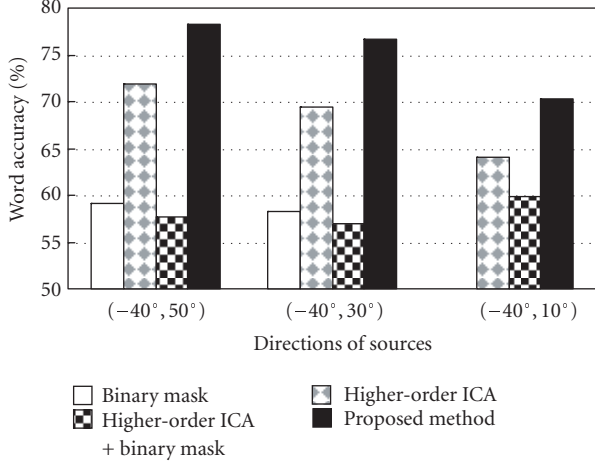 80
75
70
65
60
55
50
Word accuracy (%)
(−40°, 50°) (−40°, 30°) (−40°, 10°)
Directions of sources
Binary mask
Higher-order ICA
+ binary mask
Higher-order ICA
Proposed method